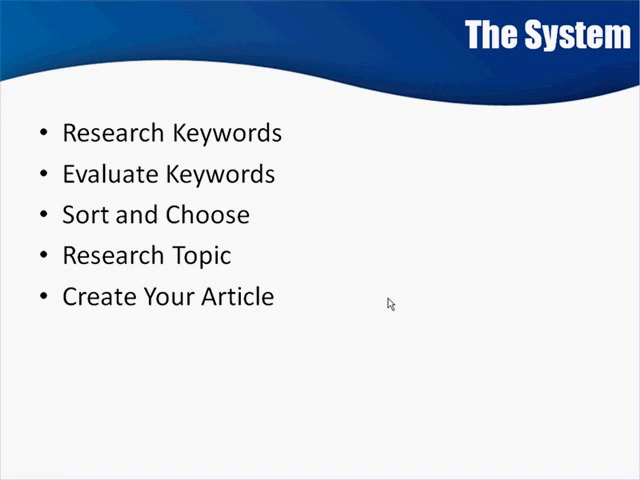 The System
• Research Keywords
• Evaluate Keywords
• Sort and Choose
• Research Topic
• Create Your Article